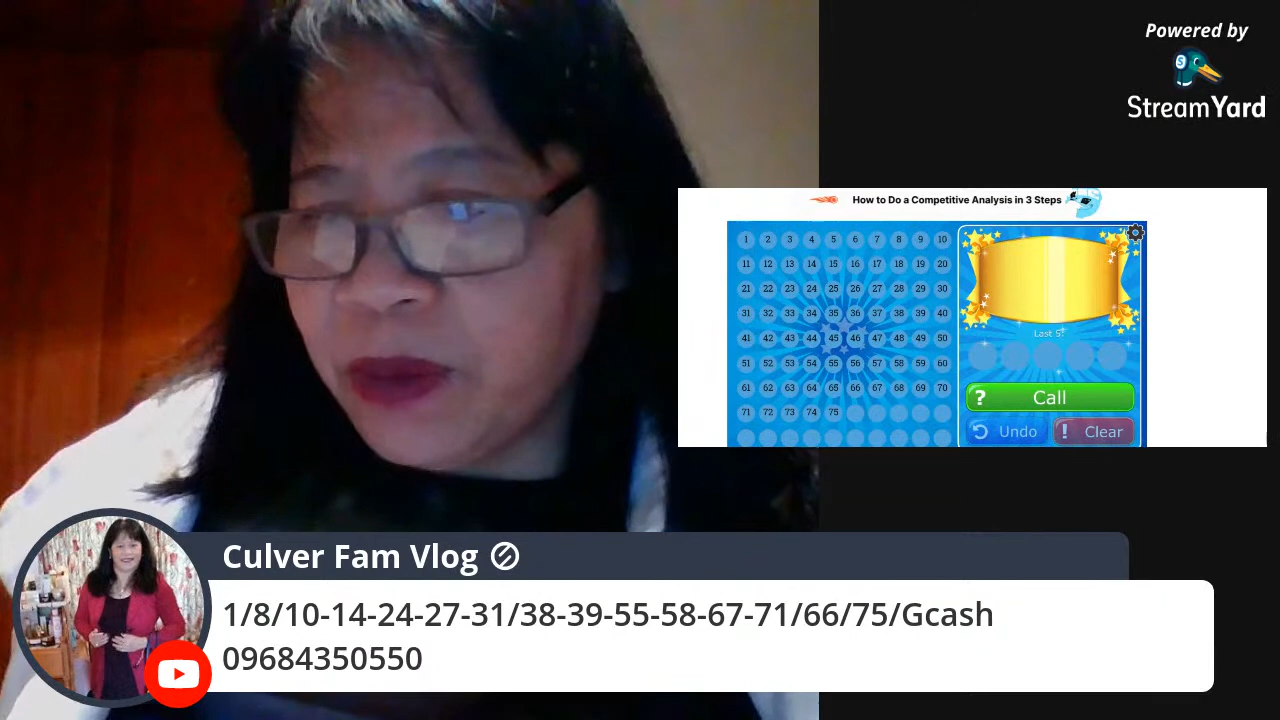 Powered by
StreamYard
How to Do a Competitive Analysis in 3 Steps
1 2 3 4 5 6 7 8 9 10
11 12 13 14 15 16 17 18 19 20
21 22 23 24 25 26 27 28 29 30
31 32 33 34 35 36 37 38 39 40
41 42 43 44 45 46 47 48 49 50
51 52 53 54 55 56 57 58 59 60
61 62 63 64 65 66 67 68 69 70
71 72 73 74 75
Last 5:
? Call
Undo ! Clear
Culver Fam Vlog
1/8/10-14-24-27-31/38-39-55-58-67-71/66/75/Gcash
09684350550